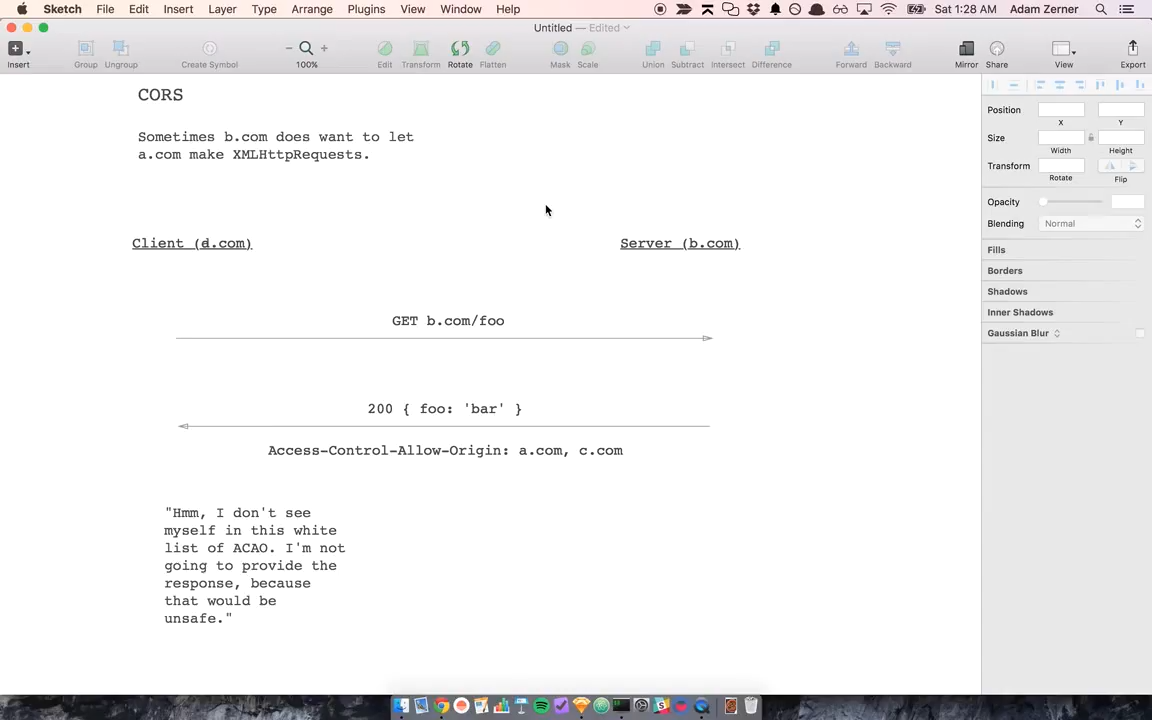 Sketch File Edit Insert Layer Type Arrange Plugins View Window Help Sat 1:28 AM Adam Zerner
Untitled — Edited
Insert Group Ungroup Create Symbol 100% Edit Transform Rotate Flatten Mask Scale Union Subtract Intersect Difference Forward Backward Mirror Share View Export
CORS
Sometimes b.com does want to let
a.com make XMLHttpRequests.
Client (d.com)
Server (b.com)
GET b.com/foo
200 { foo: 'bar' }
Access-Control-Allow-Origin: a.com, c.com
"Hmm, I don't see
myself in this white
list of ACAO. I'm not
going to provide the
response, because
that would be
unsafe."
Position
X Y
Size
Width Height
Transform
Rotate Flip
Opacity
Blending Normal
Fills
Borders
Shadows
Inner Shadows
Gaussian Blur